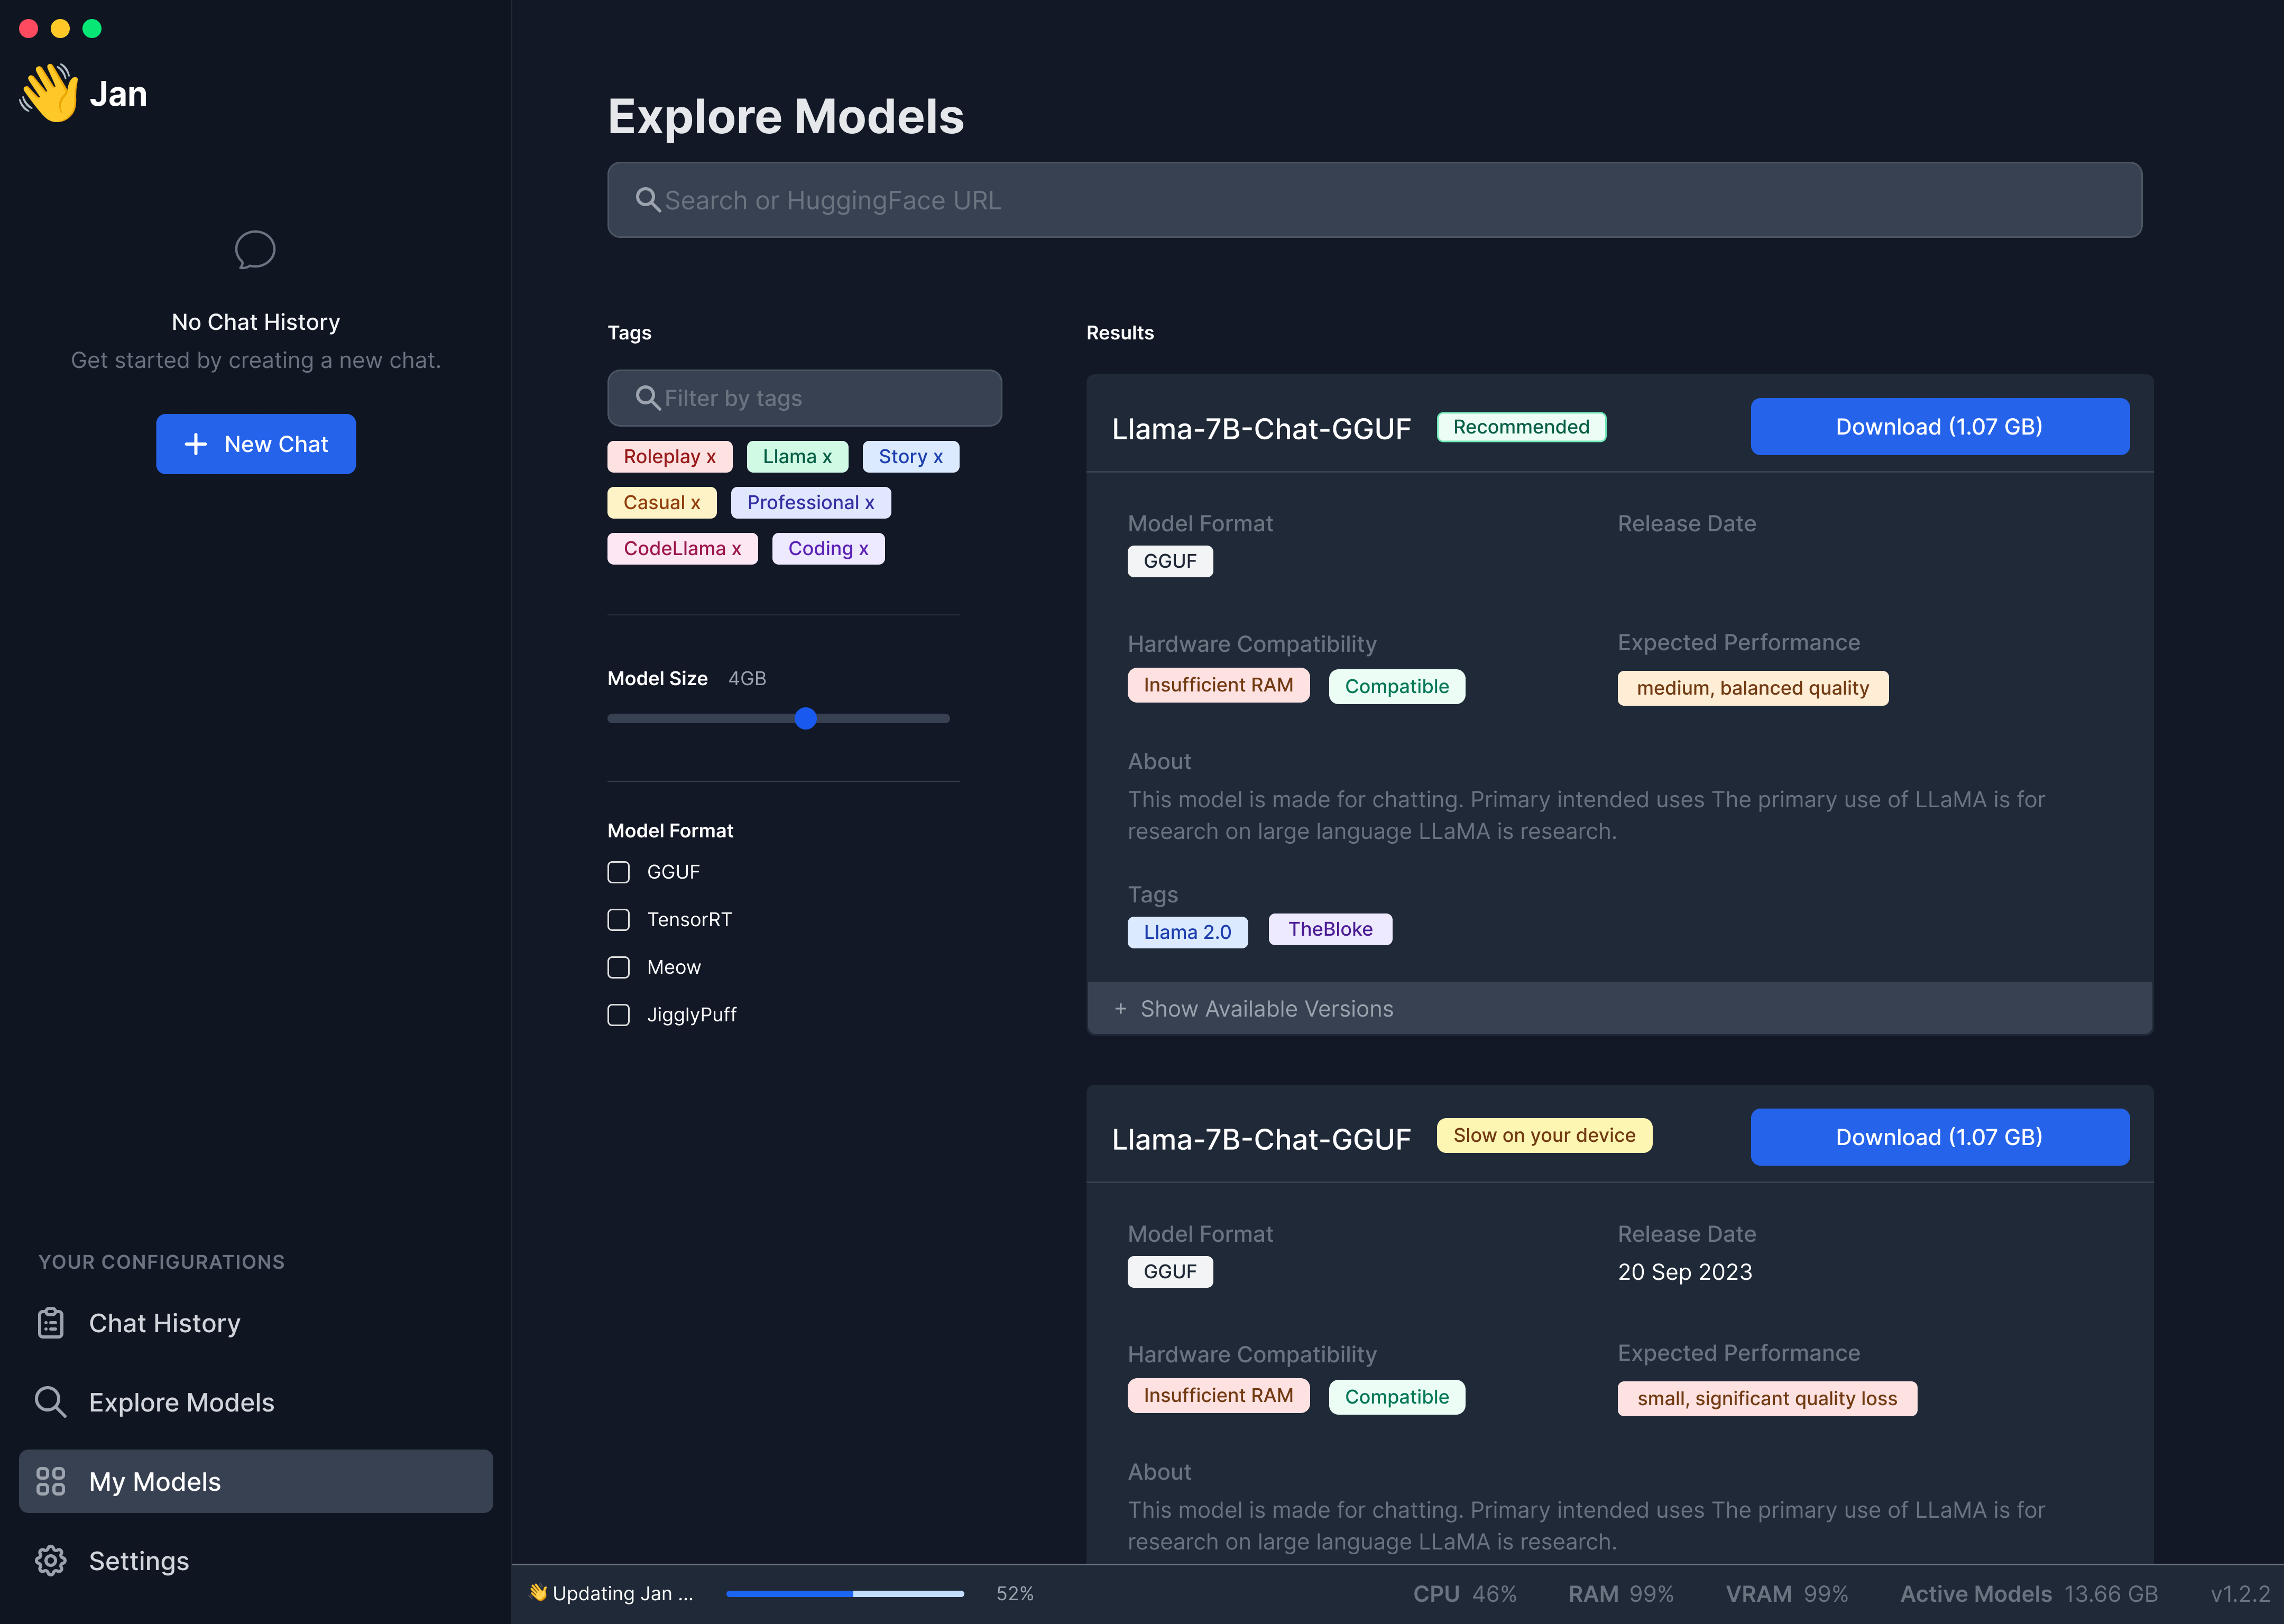 Jan
No Chat History
Get started by creating a new chat.
New Chat
YOUR CONFIGURATIONS
Chat History
Explore Models
My Models
Settings
Explore Models
Search or HuggingFace URL
Tags
Filter by tags
Roleplay x Llama x Story x
Casual x Professional x
CodeLlama x Coding x
Model Size 4GB
Model Format
GGUF
TensorRT
Meow
JigglyPuff
Results
Llama-7B-Chat-GGUF Recommended Download (1.07 GB)
Model Format Release Date
GGUF
Hardware Compatibility Expected Performance
Insufficient RAM Compatible medium, balanced quality
About
This model is made for chatting. Primary intended uses The primary use of LLaMA is for
research on large language LLaMA is research.
Tags
Llama 2.0 TheBloke
+ Show Available Versions
Llama-7B-Chat-GGUF Slow on your device Download (1.07 GB)
Model Format Release Date
GGUF 20 Sep 2023
Hardware Compatibility Expected Performance
Insufficient RAM Compatible small, significant quality loss
About
This model is made for chatting. Primary intended uses The primary use of LLaMA is for
research on large language LLaMA is research.
👋Updating Jan ... 52% CPU 46% RAM 99% VRAM 99% Active Models 13.66 GB v1.2.2